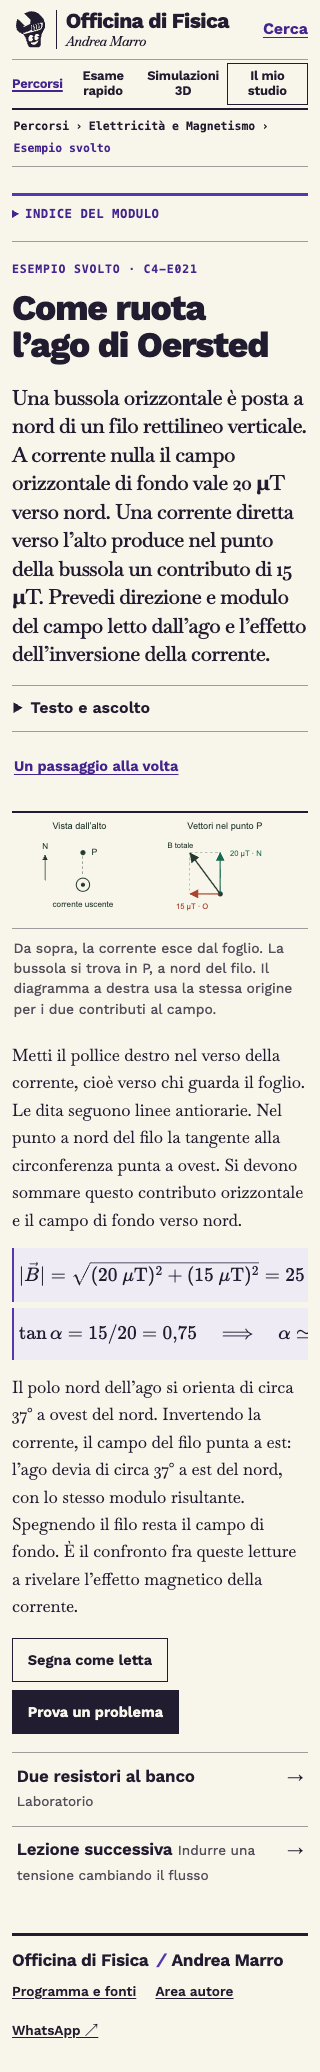 Officina di Fisica
Andrea Marro
Cerca
Percorsi
Esame rapido
Simulazioni 3D
Il mio studio
Percorsi › Elettricità e Magnetismo ›
Esempio svolto
▶ INDICE DEL MODULO
ESEMPIO SVOLTO · C4–E021
Come ruota
l’ago di Oersted
Una bussola orizzontale è posta a
nord di un filo rettilineo verticale.
A corrente nulla il campo
orizzontale di fondo vale 20 μT
verso nord. Una corrente diretta
verso l’alto produce nel punto
della bussola un contributo di 15
μT. Prevedi direzione e modulo
del campo letto dall’ago e l’effetto
dell’inversione della corrente.
▶ Testo e ascolto
Un passaggio alla volta
Vista dall’alto
N
P
corrente uscente
Vettori nel punto P
B totale
20 μT · N
15 μT · O
Da sopra, la corrente esce dal foglio. La
bussola si trova in P, a nord del filo. Il
diagramma a destra usa la stessa origine
per i due contributi al campo.
Metti il pollice destro nel verso della
corrente, cioè verso chi guarda il foglio.
Le dita seguono linee antiorarie. Nel
punto a nord del filo la tangente alla
circonferenza punta a ovest. Si devono
sommare questo contributo orizzontale
e il campo di fondo verso nord.
|B⃗| = √(20 μT)² + (15 μT)² = 25
tan α = 15/20 = 0,75 ⟹ α ≃
Il polo nord dell’ago si orienta di circa
37° a ovest del nord. Invertendo la
corrente, il campo del filo punta a est:
l’ago devia di circa 37° a est del nord,
con lo stesso modulo risultante.
Spegnendo il filo resta il campo di
fondo. È il confronto fra queste letture
a rivelare l’effetto magnetico della
corrente.
Segna come letta
Prova un problema
Due resistori al banco →
Laboratorio
Lezione successiva Indurre una →
tensione cambiando il flusso
Officina di Fisica / Andrea Marro
Programma e fonti Area autore
WhatsApp ↗